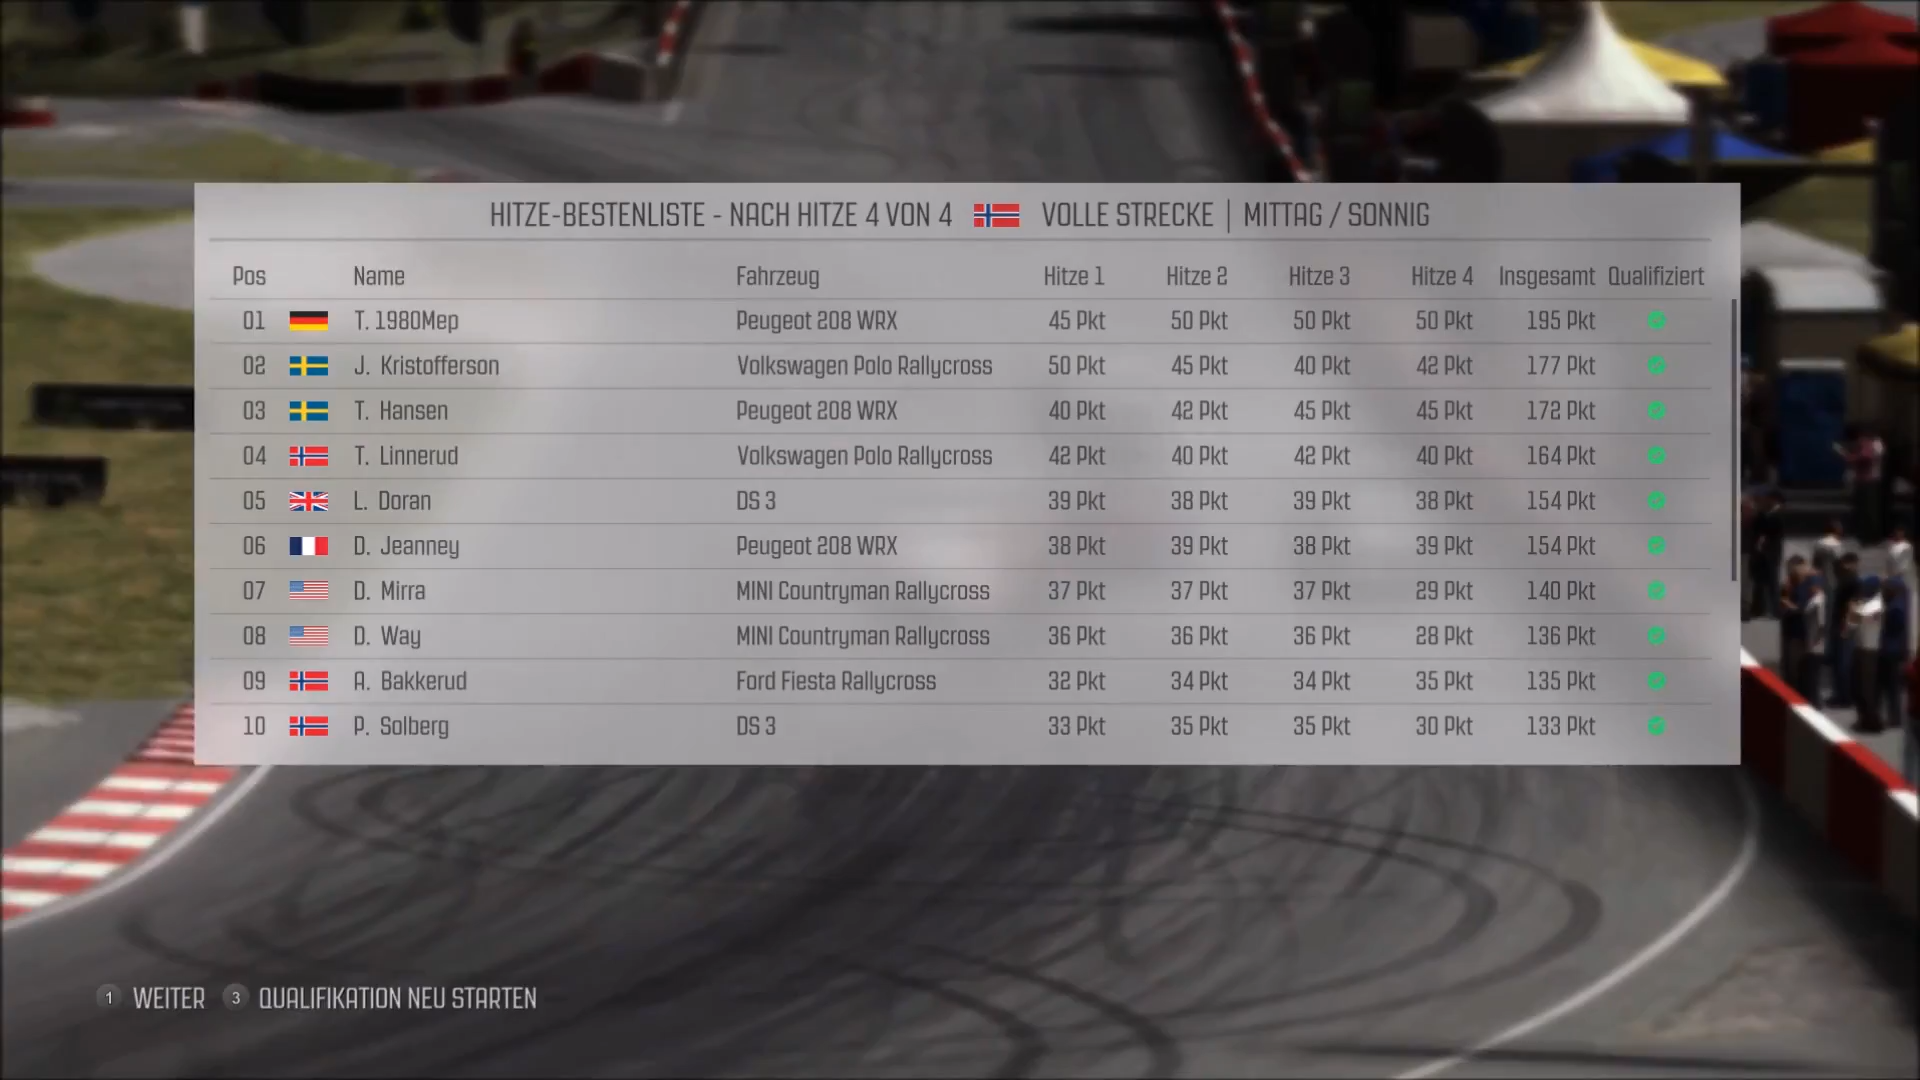 HITZE-BESTENLISTE - NACH HITZE 4 VON 4 VOLLE STRECKE | MITTAG / SONNIG
Pos Name Fahrzeug Hitze 1 Hitze 2 Hitze 3 Hitze 4 Insgesamt Qualifiziert
01 T. 1980Mep Peugeot 208 WRX 45 Pkt 50 Pkt 50 Pkt 50 Pkt 195 Pkt
02 J. Kristofferson Volkswagen Polo Rallycross 50 Pkt 45 Pkt 40 Pkt 42 Pkt 177 Pkt
03 T. Hansen Peugeot 208 WRX 40 Pkt 42 Pkt 45 Pkt 45 Pkt 172 Pkt
04 T. Linnerud Volkswagen Polo Rallycross 42 Pkt 40 Pkt 42 Pkt 40 Pkt 164 Pkt
05 L. Doran DS 3 39 Pkt 38 Pkt 39 Pkt 38 Pkt 154 Pkt
06 D. Jeanney Peugeot 208 WRX 38 Pkt 39 Pkt 38 Pkt 39 Pkt 154 Pkt
07 D. Mirra MINI Countryman Rallycross 37 Pkt 37 Pkt 37 Pkt 29 Pkt 140 Pkt
08 D. Way MINI Countryman Rallycross 36 Pkt 36 Pkt 36 Pkt 28 Pkt 136 Pkt
09 A. Bakkerud Ford Fiesta Rallycross 32 Pkt 34 Pkt 34 Pkt 35 Pkt 135 Pkt
10 P. Solberg DS 3 33 Pkt 35 Pkt 35 Pkt 30 Pkt 133 Pkt
1 WEITER 3 QUALIFIKATION NEU STARTEN